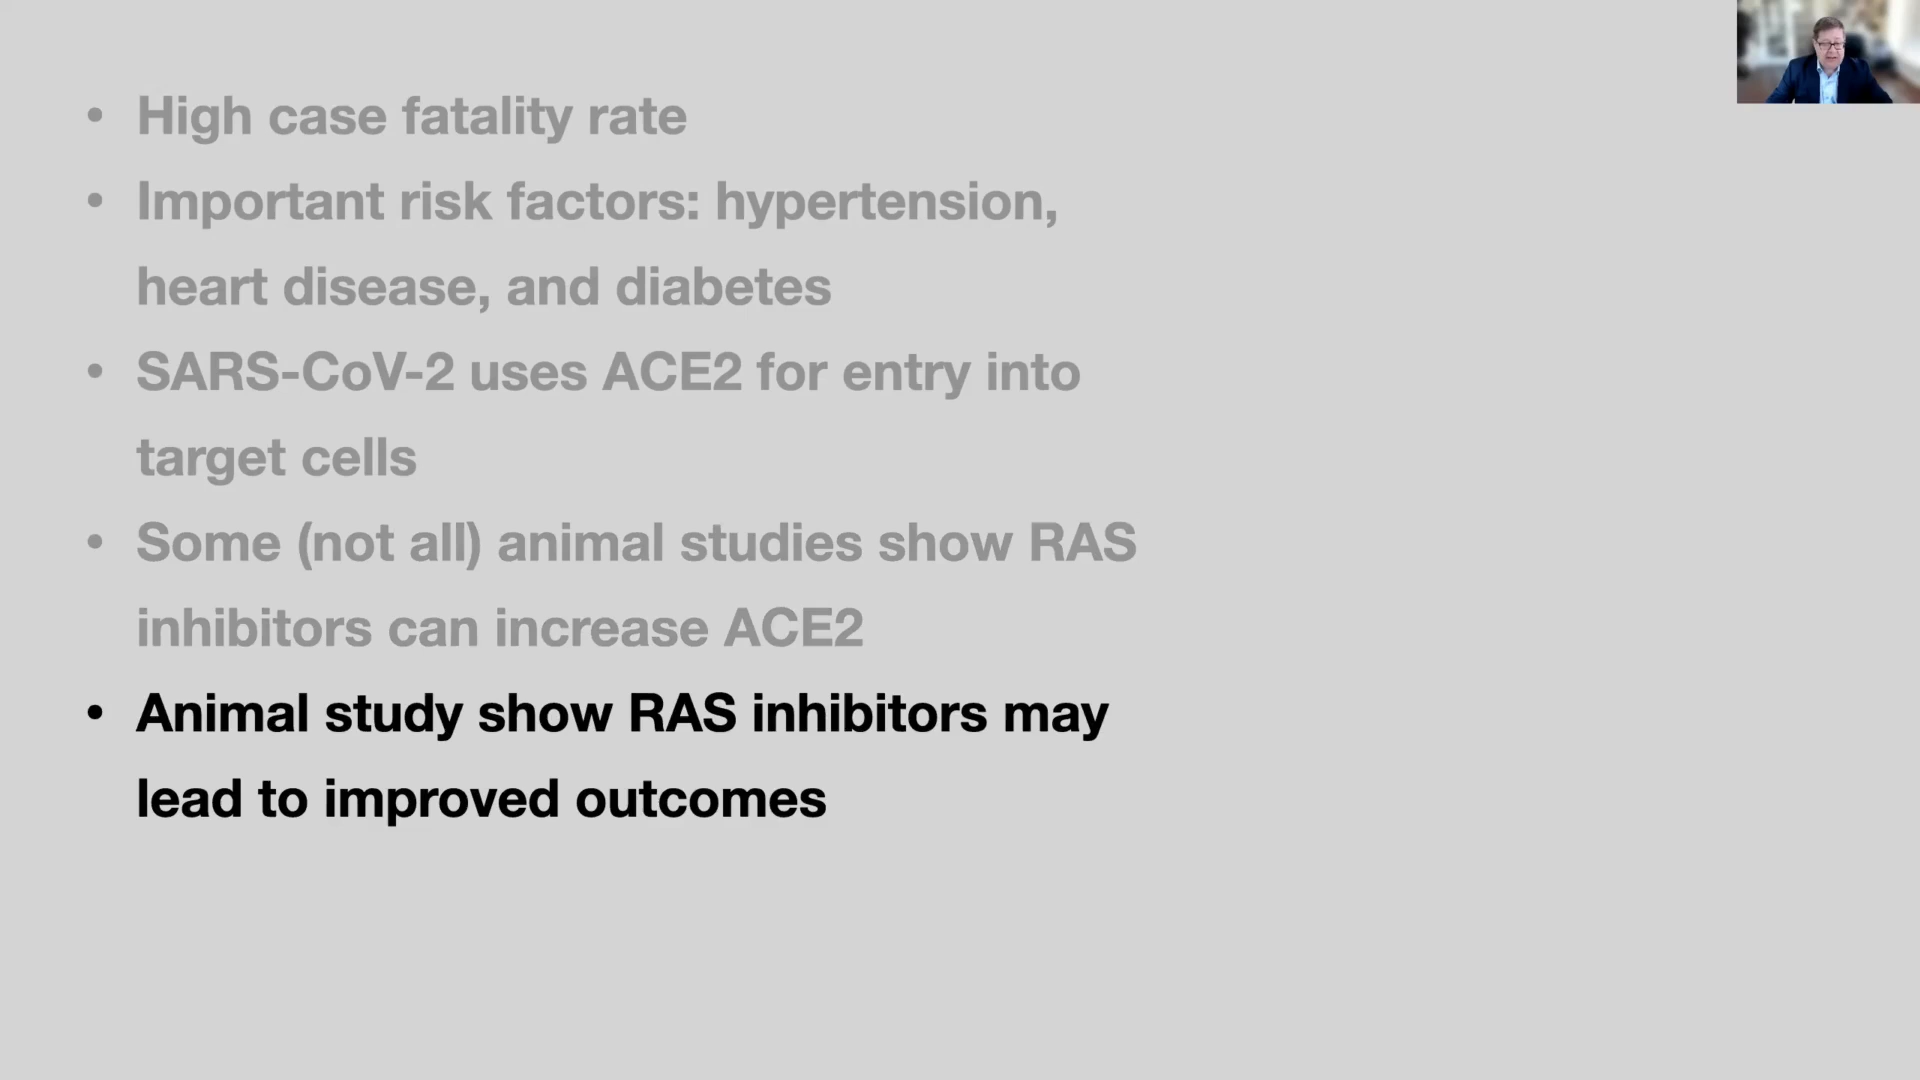 • High case fatality rate
• Important risk factors: hypertension,
heart disease, and diabetes
• SARS-CoV-2 uses ACE2 for entry into
target cells
• Some (not all) animal studies show RAS
inhibitors can increase ACE2
• Animal study show RAS inhibitors may
lead to improved outcomes